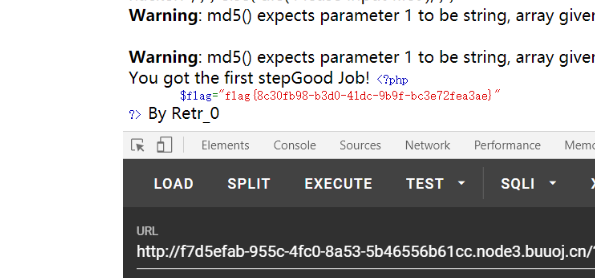 Warning: md5() expects parameter 1 to be string, array given
Warning: md5() expects parameter 1 to be string, array given
You got the first stepGood Job! <?php
$flag="flag{8c30fb98-b3d0-41dc-9b9f-bc3e72fea3ae}"
?> By Retr_0
Elements Console Sources Network Performance Memo
LOAD SPLIT EXECUTE TEST SQLI
URL
http://f7d5efab-955c-4fc0-8a53-5b46556b61cc.node3.buuoj.cn/?